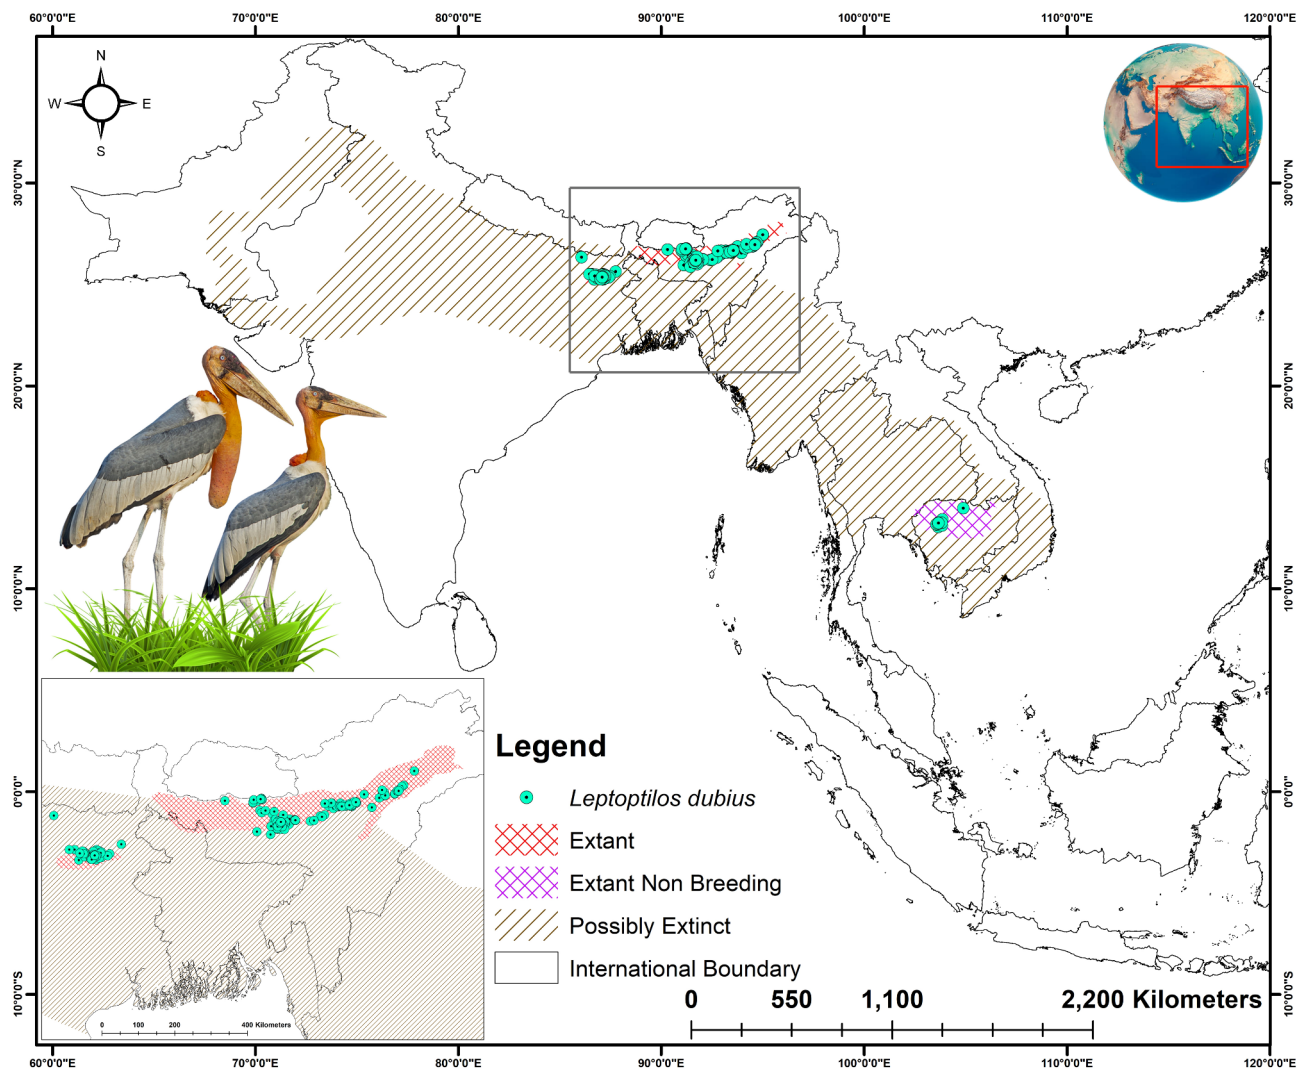 60°0'0"E 70°0'0"E 80°0'0"E 90°0'0"E 100°0'0"E 110°0'0"E 120°0'0"E
N
W E
S
30°0'0"N 30°0'0"N
20°0'0"N 20°0'0"N
10°0'0"N 10°0'0"N
0°0'0" 0°0'0"
10°0'0"S 10°0'0"S
Legend
Leptoptilos dubius
Extant
Extant Non Breeding
Possibly Extinct
International Boundary
0 550 1,100 2,200 Kilometers
0 100 200 400 Kilometers
60°0'0"E 70°0'0"E 80°0'0"E 90°0'0"E 100°0'0"E 110°0'0"E 120°0'0"E